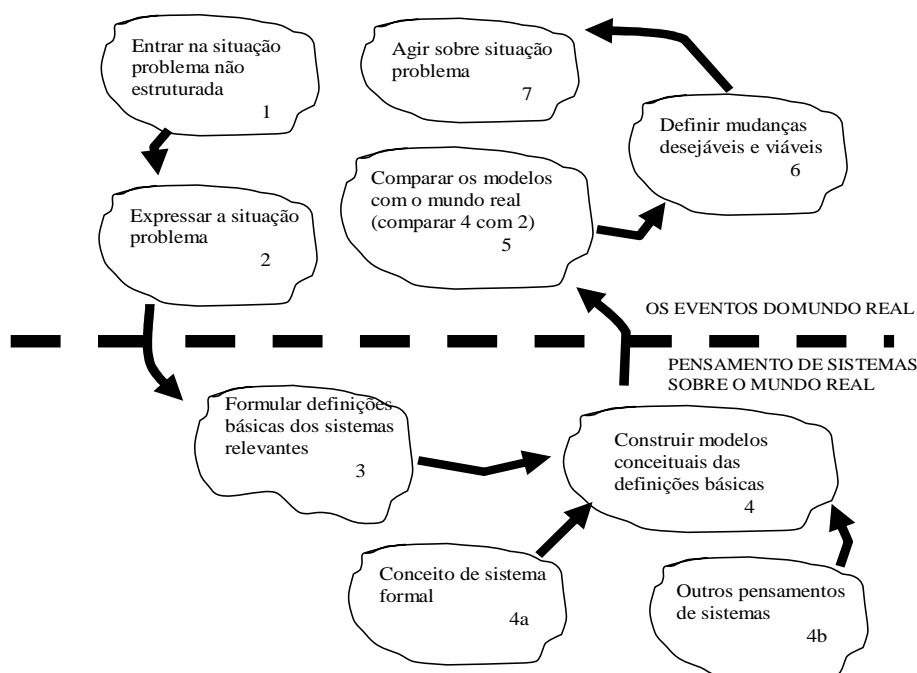 Entrar na situação
problema não
estruturada
1
Expressar a situação
problema
2
Agir sobre situação
problema
7
Definir mudanças
desejáveis e viáveis
6
Comparar os modelos
com o mundo real
(comparar 4 com 2)
5
OS EVENTOS DOMUNDO REAL
PENSAMENTO DE SISTEMAS
SOBRE O MUNDO REAL
Formular definições
básicas dos sistemas
relevantes
3
Construir modelos
conceituais das
definições básicas
4
Conceito de sistema
formal
4a
Outros pensamentos
de sistemas
4b